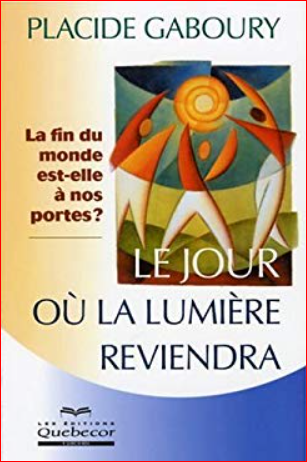 PLACIDE GABOURY
La fin du
monde
est-elle
à nos
portes?
LE JOUR
OÙ LA LUMIÈRE
REVIENDRA
LES ÉDITIONS
Quebecor